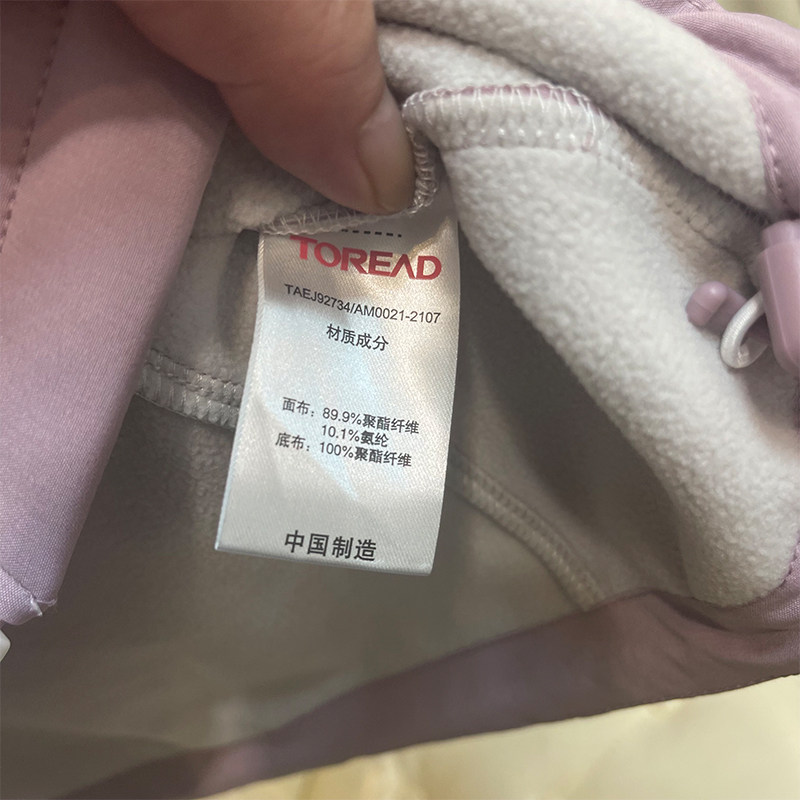 TOREAD
TAEJ92734/AM0021-2107
材质成分
面布：89.9%聚酯纤维
10.1%氨纶
底布：100%聚酯纤维
中国制造